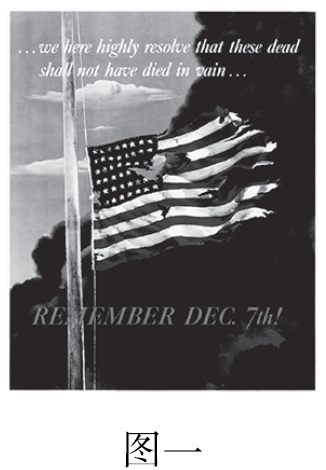 ...we here highly resolve that these dead
shall not have died in vain...
REMEMBER DEC. 7th!
图一